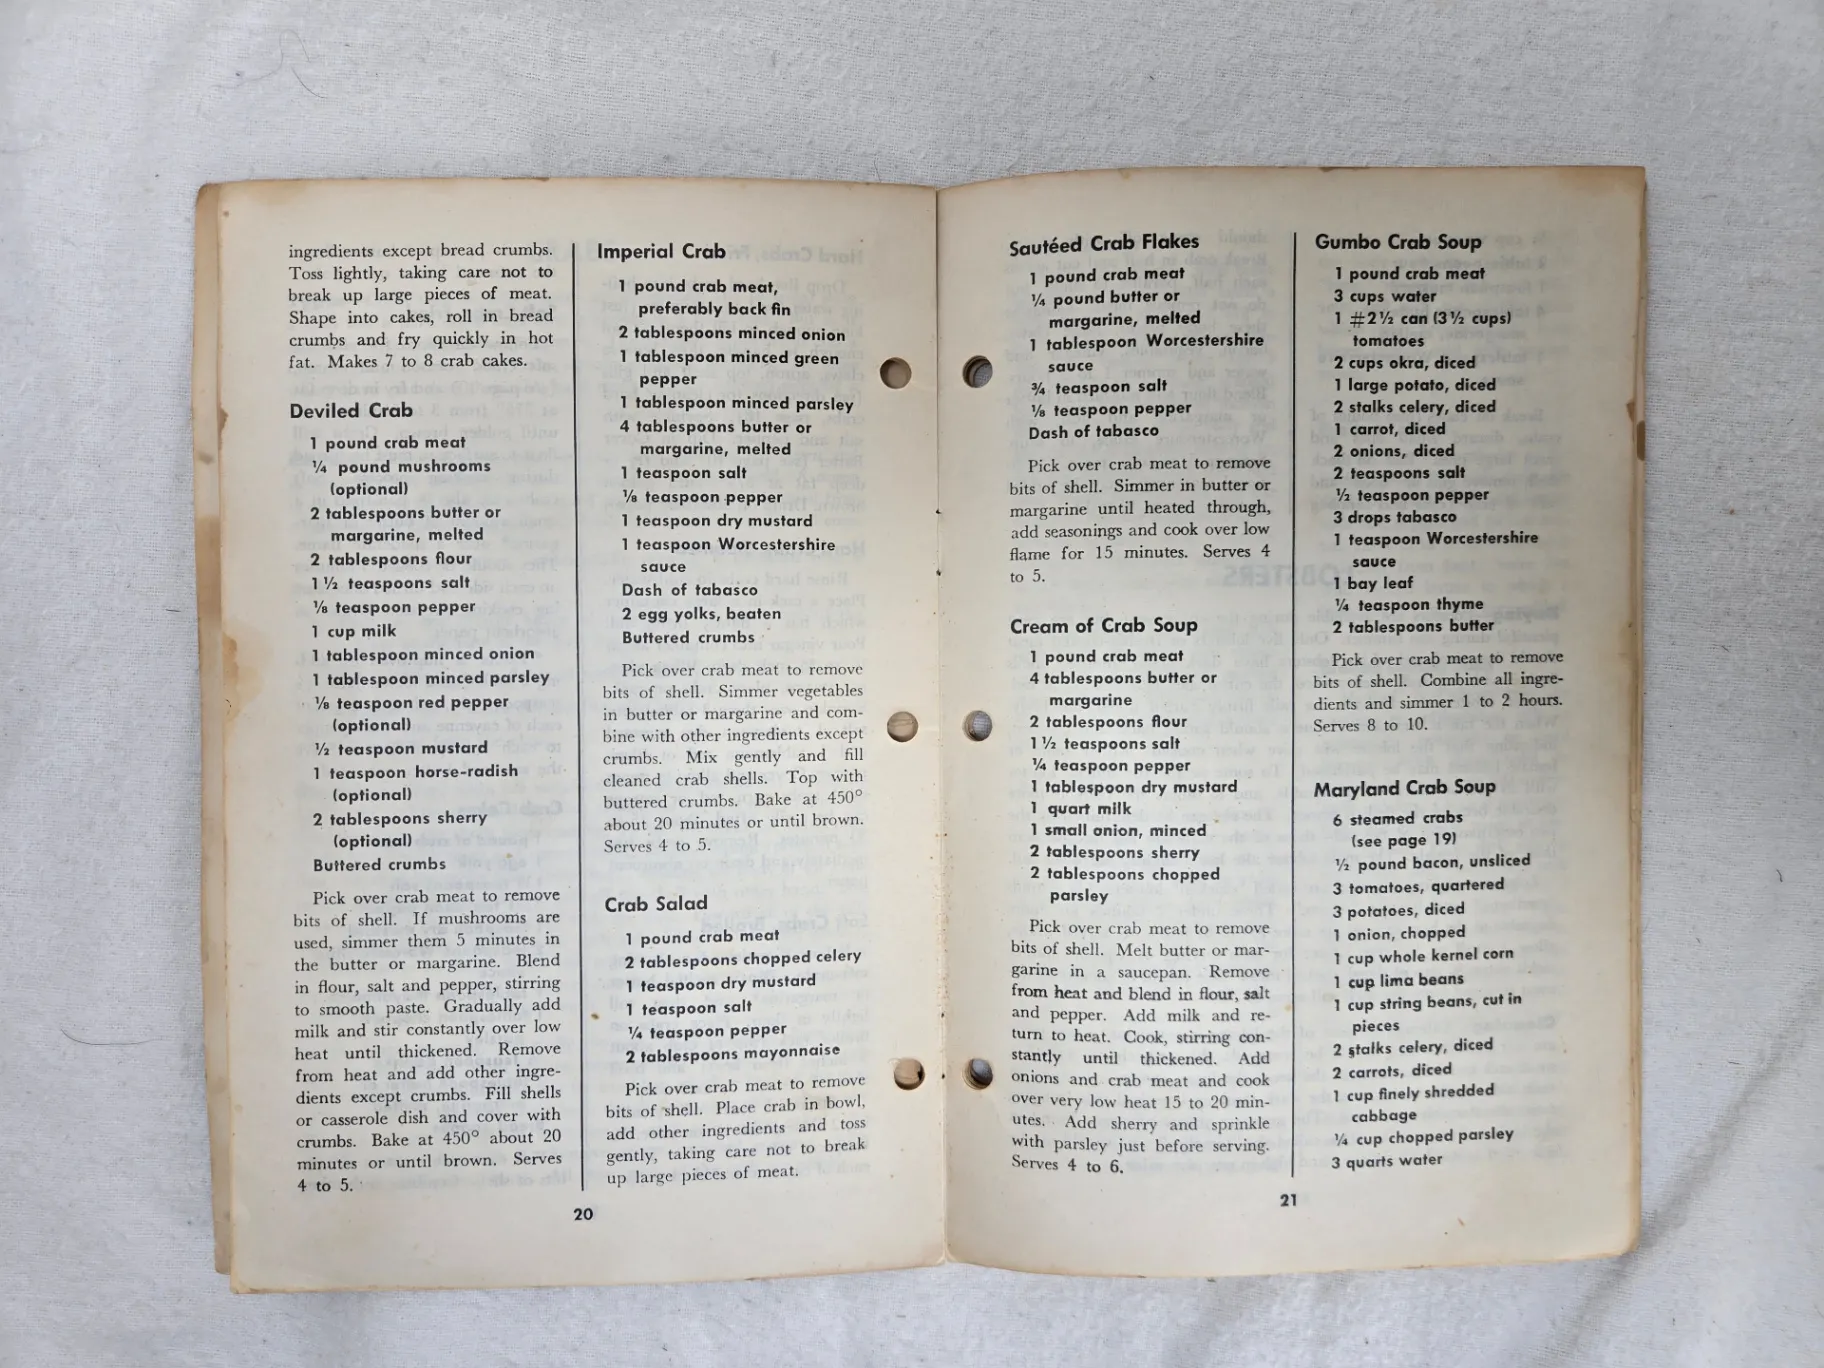 ingredients except bread crumbs.
Toss lightly, taking care not to
break up large pieces of meat.
Shape into cakes, roll in bread
crumbs and fry quickly in hot
fat. Makes 7 to 8 crab cakes.
Deviled Crab
1 pound crab meat
¼ pound mushrooms
(optional)
2 tablespoons butter or
margarine, melted
2 tablespoons flour
1½ teaspoons salt
⅛ teaspoon pepper
1 cup milk
1 tablespoon minced onion
1 tablespoon minced parsley
⅛ teaspoon red pepper
(optional)
½ teaspoon mustard
1 teaspoon horse-radish
(optional)
2 tablespoons sherry
(optional)
Buttered crumbs
Pick over crab meat to remove
bits of shell. If mushrooms are
used, simmer them 5 minutes in
the butter or margarine. Blend
in flour, salt and pepper, stirring
to smooth paste. Gradually add
milk and stir constantly over low
heat until thickened. Remove
from heat and add other ingre-
dients except crumbs. Fill shells
or casserole dish and cover with
crumbs. Bake at 450° about 20
minutes or until brown. Serves
4 to 5.
Imperial Crab
1 pound crab meat,
preferably back fin
2 tablespoons minced onion
1 tablespoon minced green
pepper
1 tablespoon minced parsley
4 tablespoons butter or
margarine, melted
1 teaspoon salt
⅛ teaspoon pepper
1 teaspoon dry mustard
1 teaspoon Worcestershire
sauce
Dash of tabasco
2 egg yolks, beaten
Buttered crumbs
Pick over crab meat to remove
bits of shell. Simmer vegetables
in butter or margarine and com-
bine with other ingredients except
crumbs. Mix gently and fill
cleaned crab shells. Top with
buttered crumbs. Bake at 450°
about 20 minutes or until brown.
Serves 4 to 5.
Crab Salad
1 pound crab meat
2 tablespoons chopped celery
1 teaspoon dry mustard
1 teaspoon salt
¼ teaspoon pepper
2 tablespoons mayonnaise
Pick over crab meat to remove
bits of shell. Place crab in bowl,
add other ingredients and toss
gently, taking care not to break
up large pieces of meat.
20
Sautéed Crab Flakes
1 pound crab meat
¼ pound butter or
margarine, melted
1 tablespoon Worcestershire
sauce
¾ teaspoon salt
⅛ teaspoon pepper
Dash of tabasco
Pick over crab meat to remove
bits of shell. Simmer in butter or
margarine until heated through,
add seasonings and cook over low
flame for 15 minutes. Serves 4
to 5.
Cream of Crab Soup
1 pound crab meat
4 tablespoons butter or
margarine
2 tablespoons flour
1½ teaspoons salt
¼ teaspoon pepper
1 tablespoon dry mustard
1 quart milk
1 small onion, minced
2 tablespoons sherry
2 tablespoons chopped
parsley
Pick over crab meat to remove
bits of shell. Melt butter or mar-
garine in a saucepan. Remove
from heat and blend in flour, salt
and pepper. Add milk and re-
turn to heat. Cook, stirring con-
stantly until thickened. Add
onions and crab meat and cook
over very low heat 15 to 20 min-
utes. Add sherry and sprinkle
with parsley just before serving.
Serves 4 to 6.
Gumbo Crab Soup
1 pound crab meat
3 cups water
1 #2½ can (3½ cups)
tomatoes
2 cups okra, diced
1 large potato, diced
2 stalks celery, diced
1 carrot, diced
2 onions, diced
2 teaspoons salt
½ teaspoon pepper
3 drops tabasco
1 teaspoon Worcestershire
sauce
1 bay leaf
¼ teaspoon thyme
2 tablespoons butter
Pick over crab meat to remove
bits of shell. Combine all ingre-
dients and simmer 1 to 2 hours.
Serves 8 to 10.
Maryland Crab Soup
6 steamed crabs
(see page 19)
½ pound bacon, unsliced
3 tomatoes, quartered
3 potatoes, diced
1 onion, chopped
1 cup whole kernel corn
1 cup lima beans
1 cup string beans, cut in
pieces
2 stalks celery, diced
2 carrots, diced
1 cup finely shredded
cabbage
¼ cup chopped parsley
3 quarts water
21